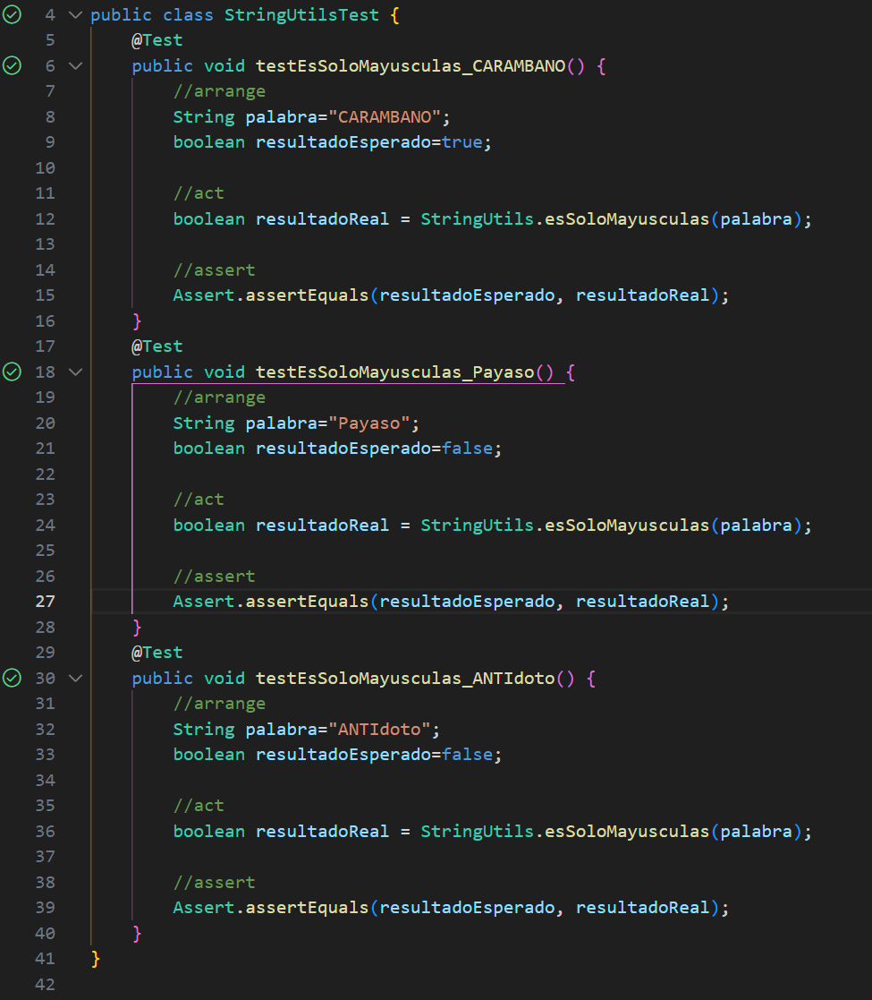 4 public class StringUtilsTest {
5     @Test
6     public void testEsSoloMayusculas_CARAMBANO() {
7         //arrange
8         String palabra="CARAMBANO";
9         boolean resultadoEsperado=true;
10
11         //act
12         boolean resultadoReal = StringUtils.esSoloMayusculas(palabra);
13
14         //assert
15         Assert.assertEquals(resultadoEsperado, resultadoReal);
16     }
17     @Test
18     public void testEsSoloMayusculas_Payaso() {
19         //arrange
20         String palabra="Payaso";
21         boolean resultadoEsperado=false;
22
23         //act
24         boolean resultadoReal = StringUtils.esSoloMayusculas(palabra);
25
26         //assert
27         Assert.assertEquals(resultadoEsperado, resultadoReal);
28     }
29     @Test
30     public void testEsSoloMayusculas_ANTIdoto() {
31         //arrange
32         String palabra="ANTIdoto";
33         boolean resultadoEsperado=false;
34
35         //act
36         boolean resultadoReal = StringUtils.esSoloMayusculas(palabra);
37
38         //assert
39         Assert.assertEquals(resultadoEsperado, resultadoReal);
40     }
41 }
42